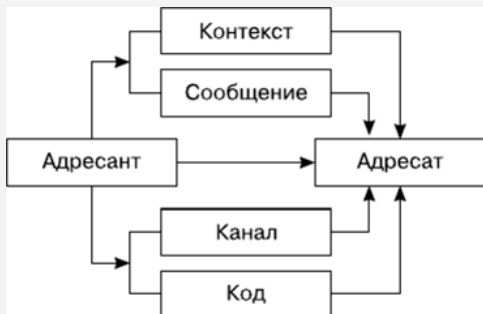 Контекст
Сообщение
Адресант
Адресат
Канал
Код